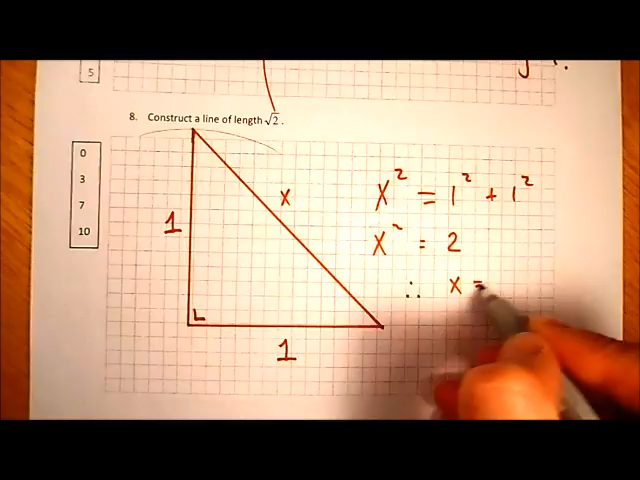 5
8. Construct a line of length √2.
0
3
7
10
1
x
1
x² = 1² + 1²
x² = 2
∴ x =